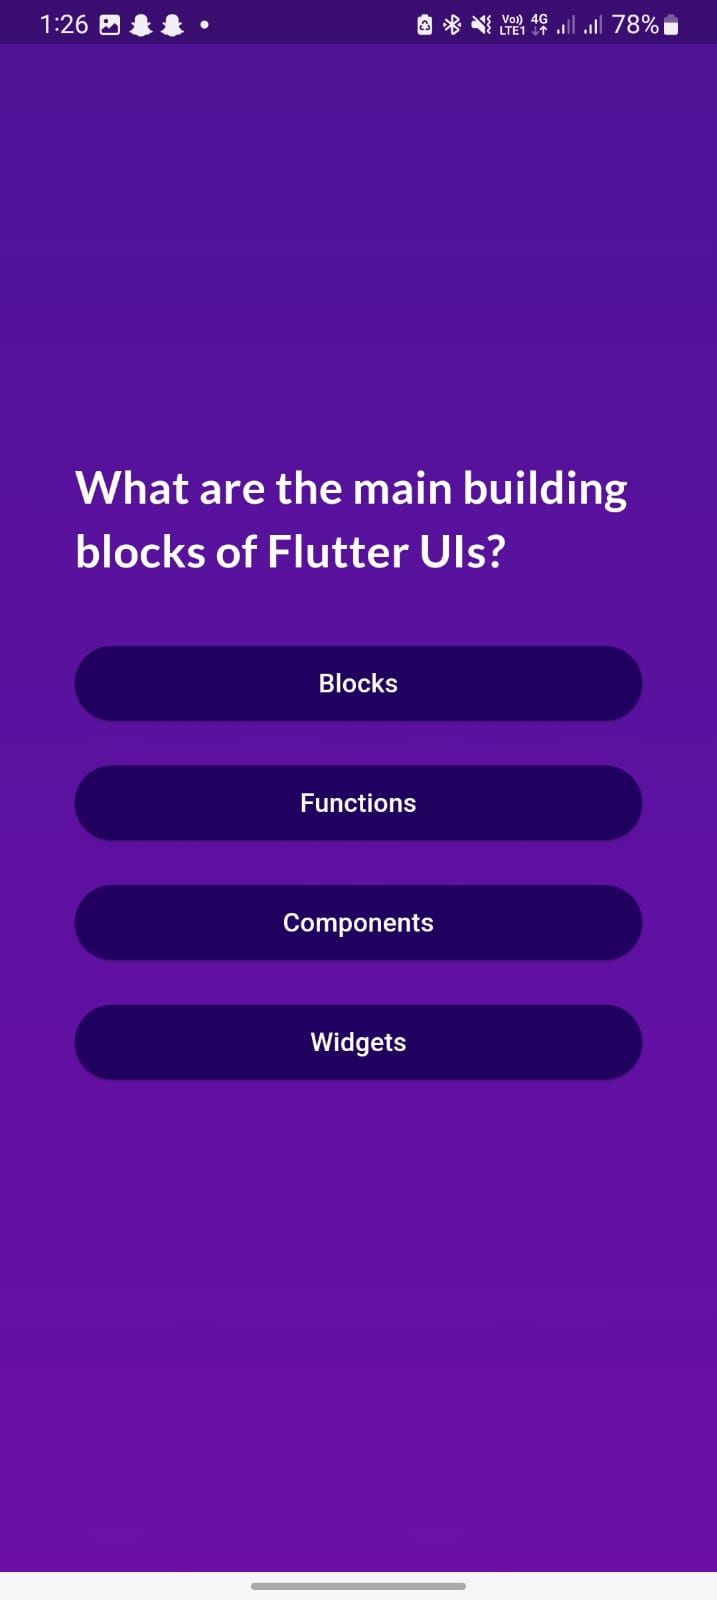 1:26 Vo)) LTE1 4G 78%
What are the main building
blocks of Flutter UIs?
Blocks
Functions
Components
Widgets